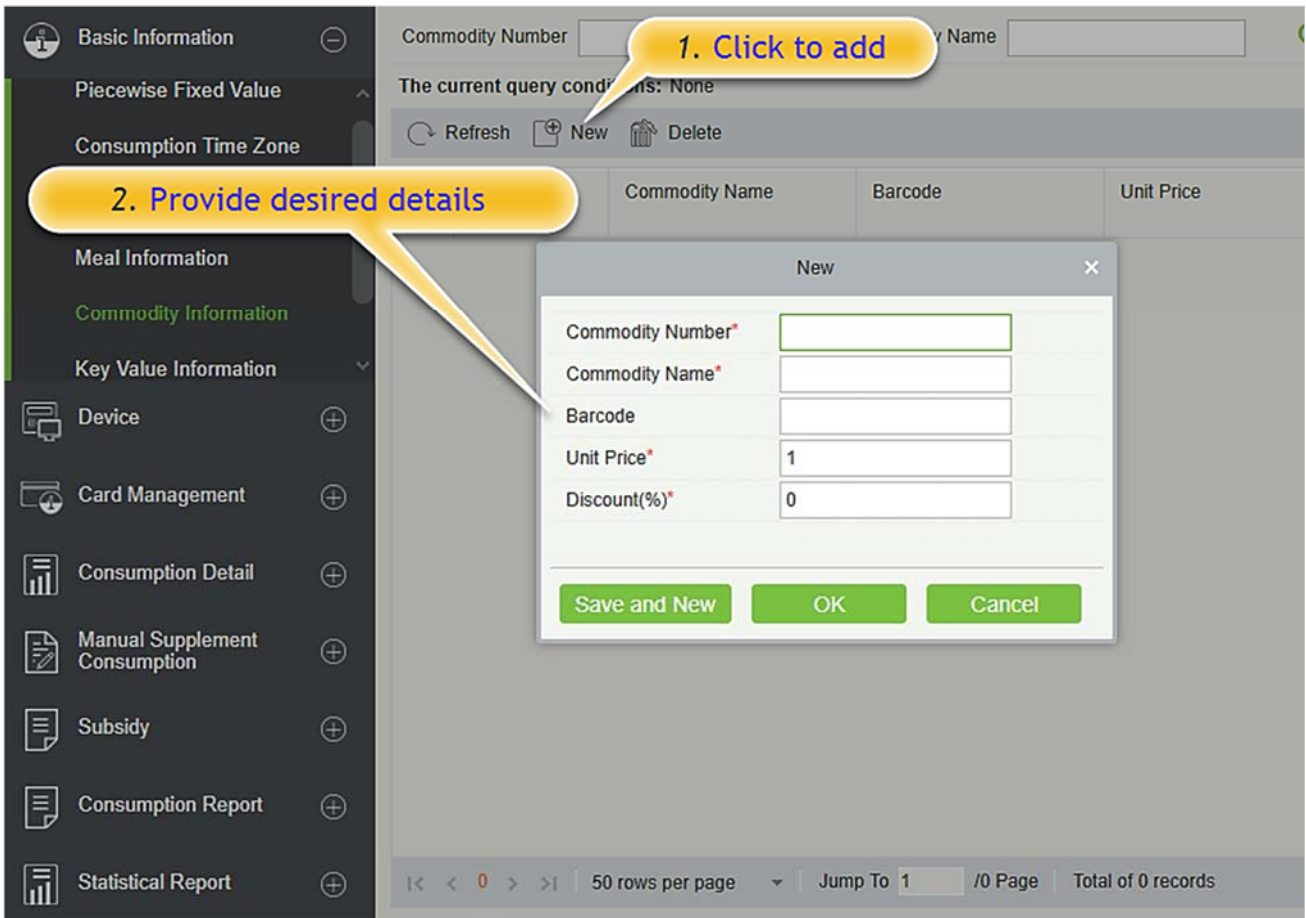 Basic Information
Piecewise Fixed Value
Consumption Time Zone
Meal Information
Commodity Information
Key Value Information
Device
Card Management
Consumption Detail
Manual Supplement
Consumption
Subsidy
Consumption Report
Statistical Report
Commodity Number
Name
1. Click to add
The current query conditions: None
Refresh New Delete
2. Provide desired details
Commodity Name Barcode Unit Price
New
Commodity Number*
Commodity Name*
Barcode
Unit Price* 1
Discount(%)* 0
Save and New OK Cancel
|< < 0 > >| 50 rows per page Jump To 1 /0 Page Total of 0 records